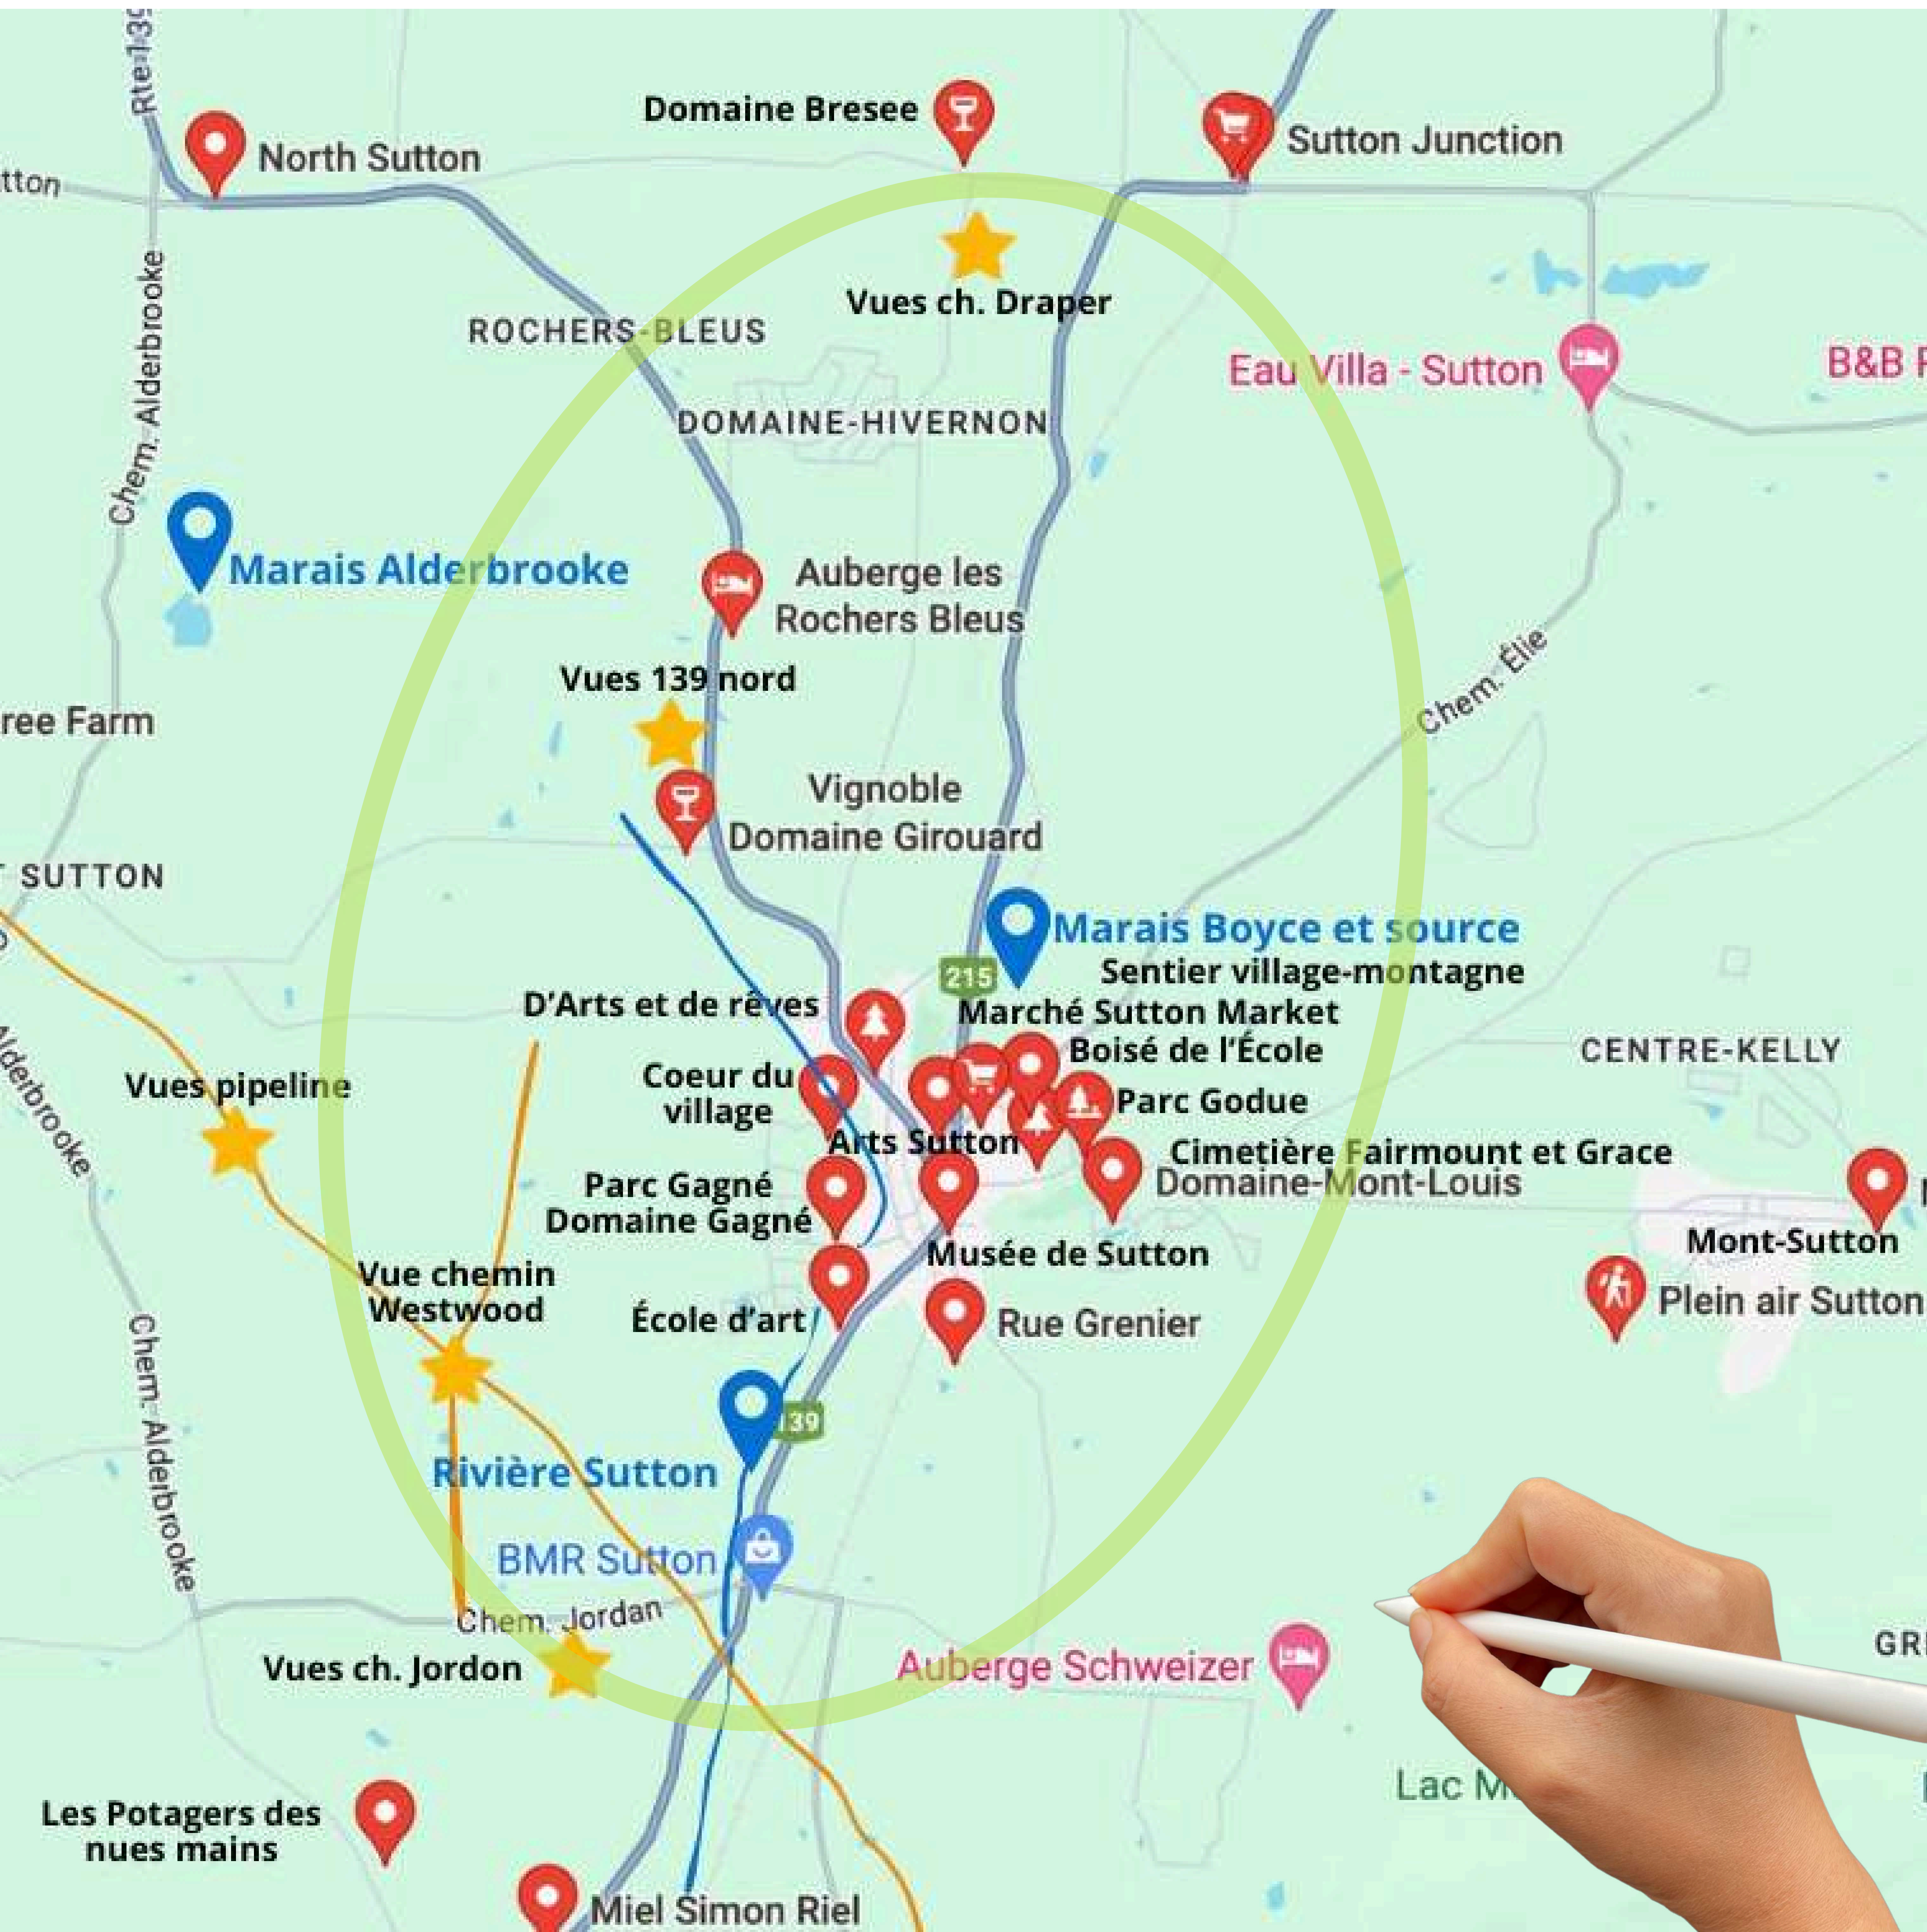 Rte 139
Domaine Bresee
Sutton Junction
North Sutton
tton
Vues ch. Draper
ROCHERS-BLEUS
Eau Villa - Sutton
B&B
Chem. Alderbrooke
DOMAINE-HIVERNON
Marais Alderbrooke
Auberge les
Rochers Bleus
Chem. Élie
Vues 139 nord
ree Farm
Vignoble
Domaine Girouard
SUTTON
Marais Boyce et source
215
Sentier village-montagne
D'Arts et de rêves
Marché Sutton Market
Boisé de l'École
CENTRE-KELLY
Coeur du
village
Vues pipeline
Parc Godue
Alderbrooke
Arts Sutton
Cimetière Fairmount et Grace
Parc Gagné
Domaine Gagné
Domaine-Mont-Louis
Musée de Sutton
Mont-Sutton
Vue chemin
Westwood
Plein air Sutton
École d'art
Rue Grenier
139
Chem. Alderbrooke
Rivière Sutton
BMR Sutton
Chem. Jordan
Vues ch. Jordon
Auberge Schweizer
GR
Lac M
Les Potagers des
nues mains
Miel Simon Riel